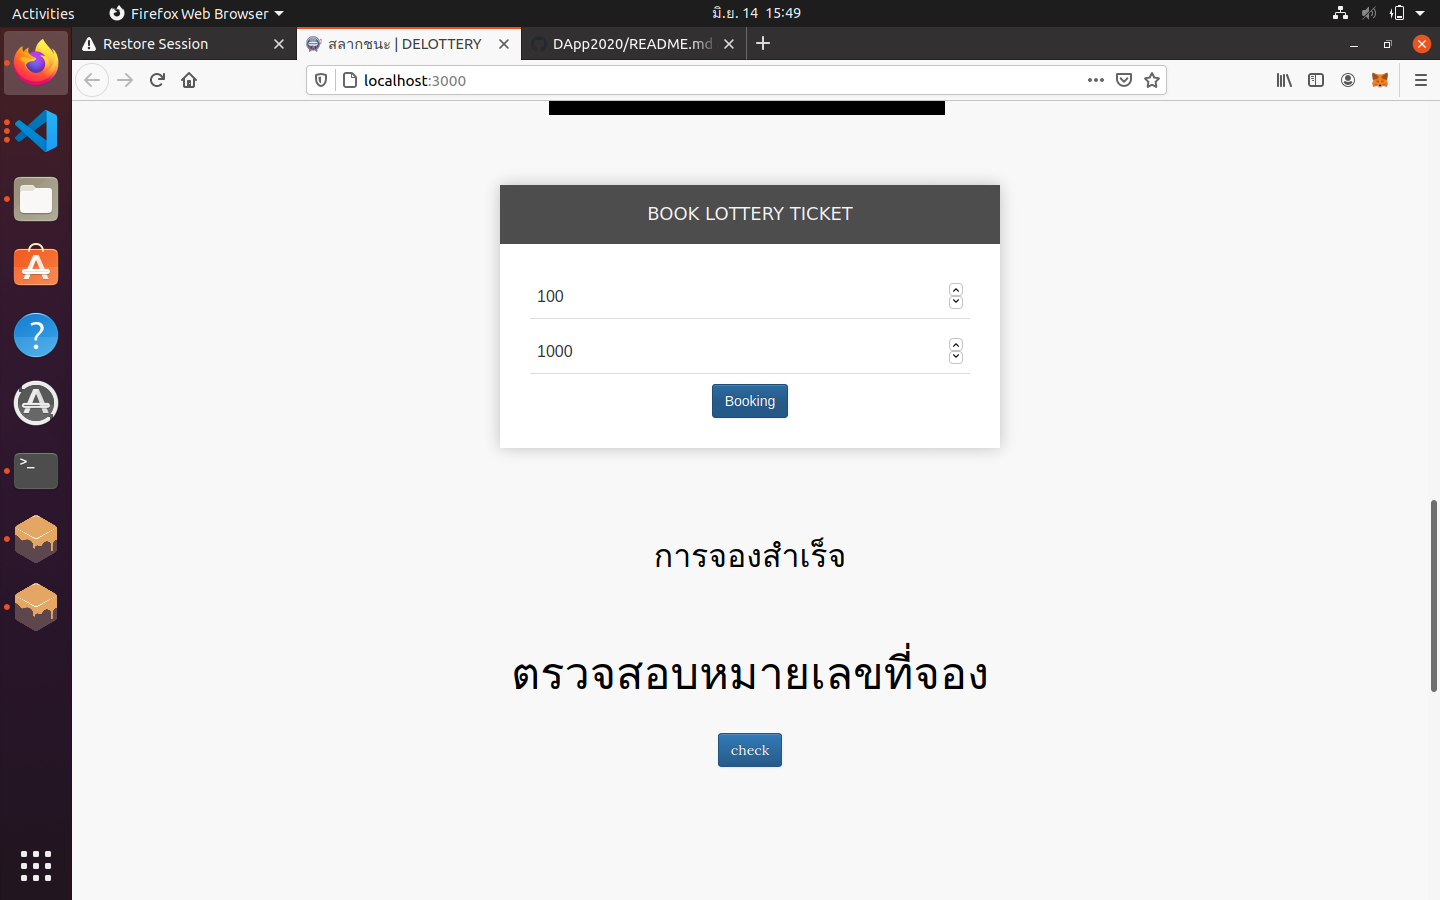 Activities
Firefox Web Browser
มิ.ย. 14 15:49
Restore Session
สลากชนะ | DELOTTERY
DApp2020/README.md
localhost:3000
BOOK LOTTERY TICKET
100
1000
Booking
การจองสำเร็จ
ตรวจสอบหมายเลขที่จอง
check